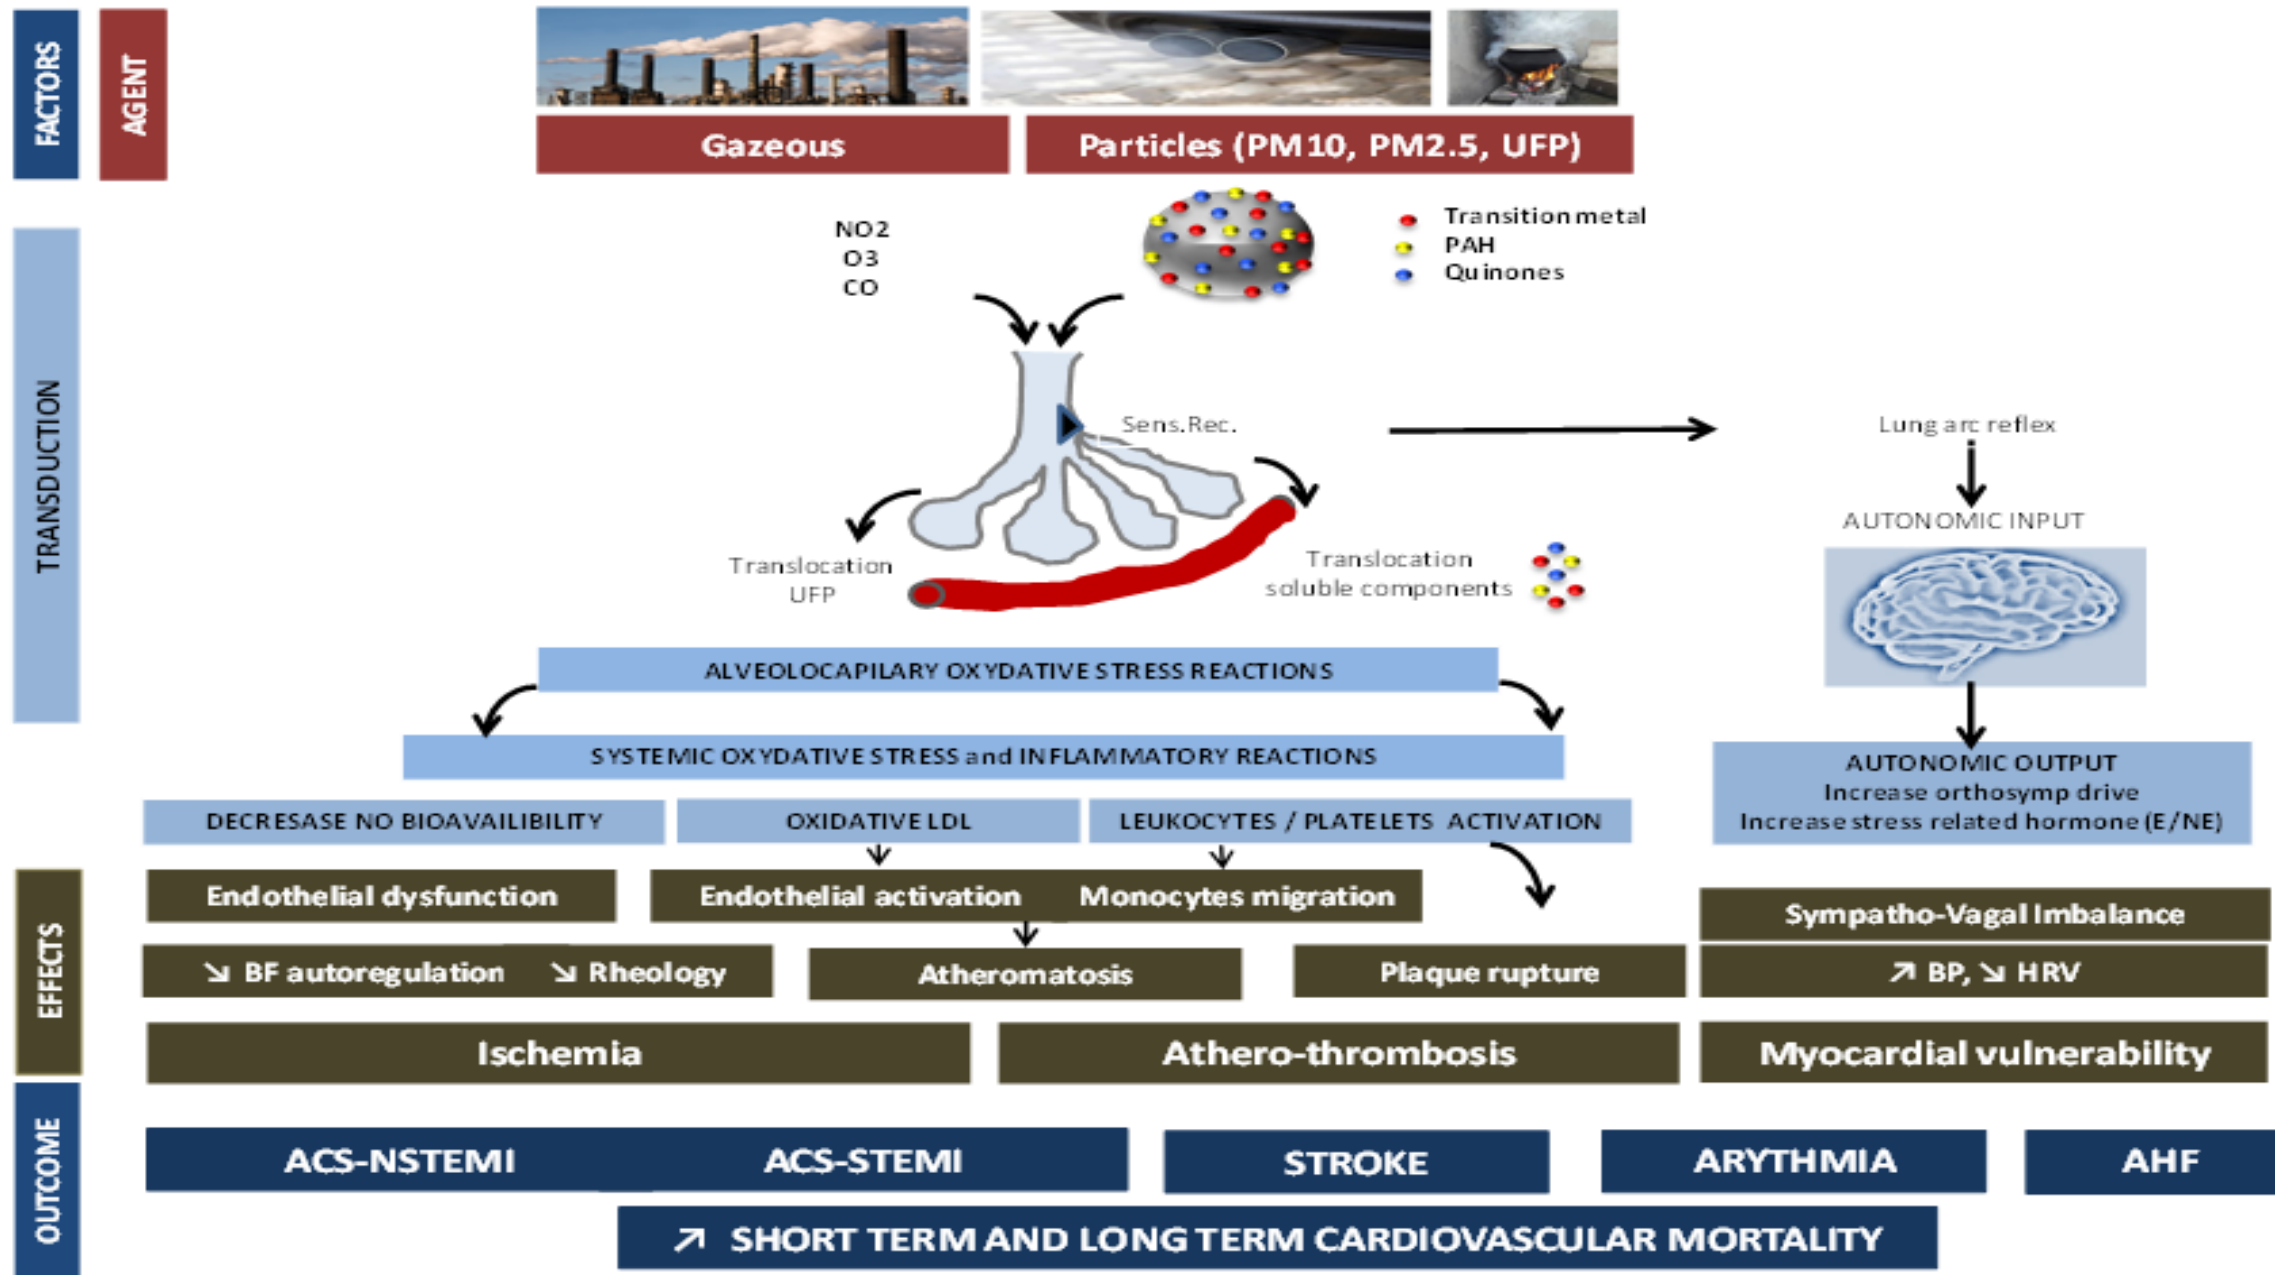 FACTORS
AGENT
Gazeous
Particles (PM10, PM2.5, UFP)
NO2
O3
CO
Transition metal
PAH
Quinones
TRANSDUCTION
Sens.Rec.
Lung arc reflex
AUTONOMIC INPUT
Translocation
UFP
Translocation
soluble components
ALVEOLOCAPILARY OXYDATIVE STRESS REACTIONS
SYSTEMIC OXYDATIVE STRESS and INFLAMMATORY REACTIONS
AUTONOMIC OUTPUT
Increase orthosymp drive
Increase stress related hormone (E/NE)
DECRESASE NO BIOAVAILIBILITY
OXIDATIVE LDL
LEUKOCYTES / PLATELETS ACTIVATION
EFFECTS
Endothelial dysfunction
Endothelial activation
Monocytes migration
Sympatho-Vagal Imbalance
↘ BF autoregulation ↘ Rheology
Atheromatosis
Plaque rupture
↗ BP, ↘ HRV
Ischemia
Athero-thrombosis
Myocardial vulnerability
OUTCOME
ACS-NSTEMI
ACS-STEMI
STROKE
ARYTHMIA
AHF
↗ SHORT TERM AND LONG TERM CARDIOVASCULAR MORTALITY